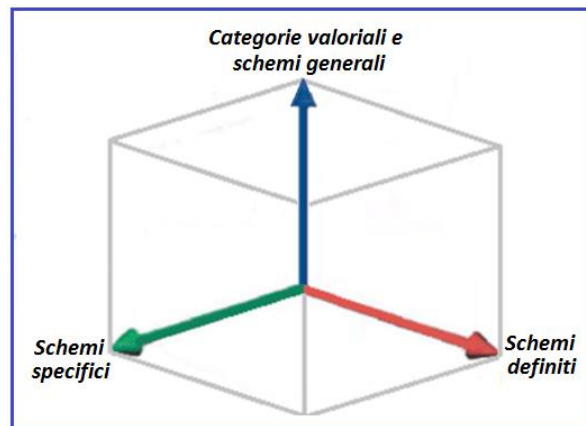 Categorie valoriali e
schemi generali
Schemi
specifici
Schemi
definiti